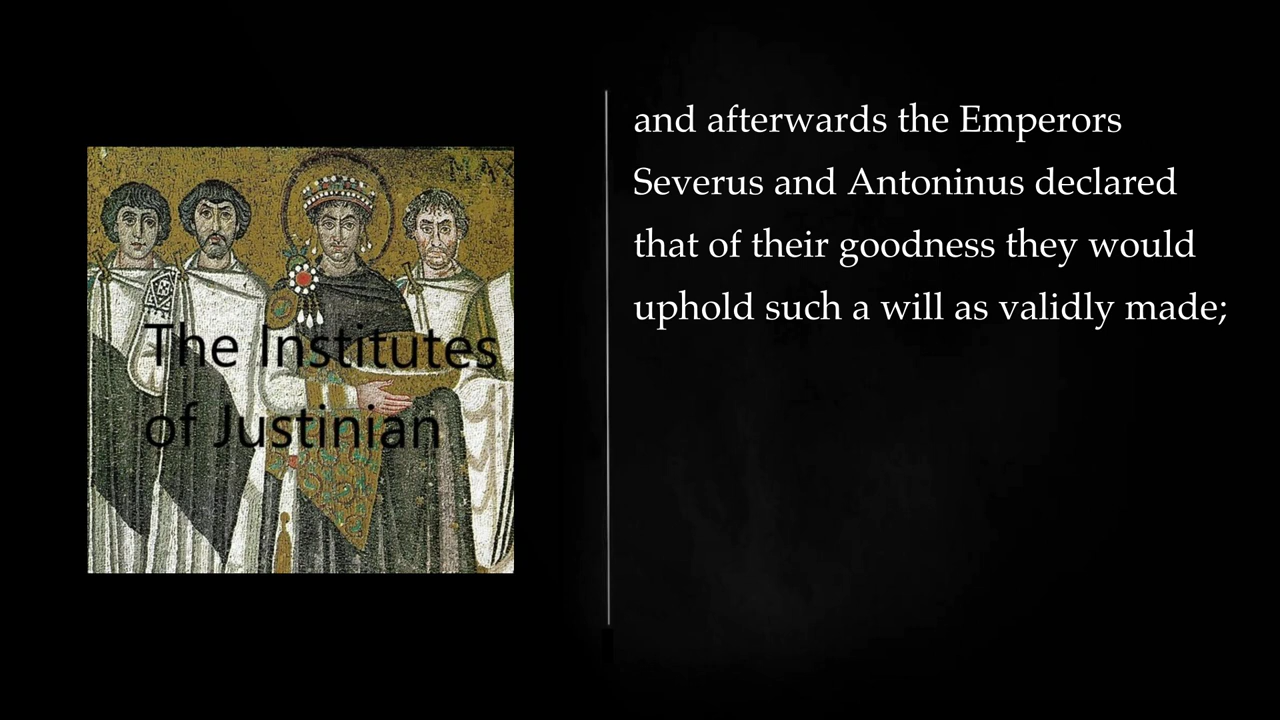 The Institutes
of Justinian
and afterwards the Emperors
Severus and Antoninus declared
that of their goodness they would
uphold such a will as validly made;